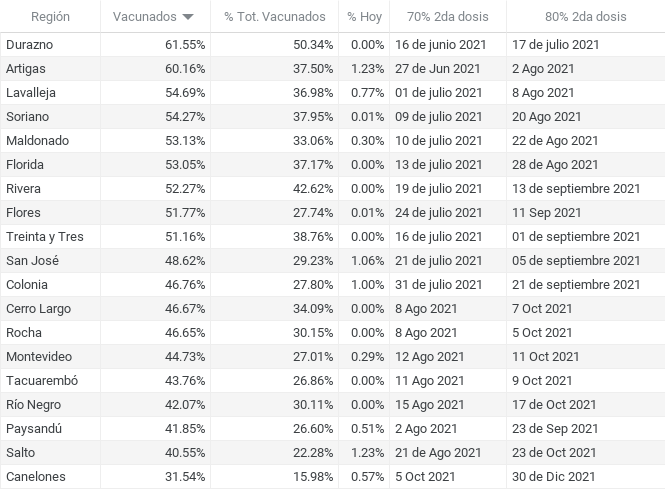 Región Vacunados % Tot. Vacunados % Hoy 70% 2da dosis 80% 2da dosis
Durazno 61.55% 50.34% 0.00% 16 de junio 2021 17 de julio 2021
Artigas 60.16% 37.50% 1.23% 27 de Jun 2021 2 Ago 2021
Lavalleja 54.69% 36.98% 0.77% 01 de julio 2021 8 Ago 2021
Soriano 54.27% 37.95% 0.01% 09 de julio 2021 20 Ago 2021
Maldonado 53.13% 33.06% 0.30% 10 de julio 2021 22 de Ago 2021
Florida 53.05% 37.17% 0.00% 13 de julio 2021 28 de Ago 2021
Rivera 52.27% 42.62% 0.00% 19 de julio 2021 13 de septiembre 2021
Flores 51.77% 27.74% 0.01% 24 de julio 2021 11 Sep 2021
Treinta y Tres 51.16% 38.76% 0.00% 16 de julio 2021 01 de septiembre 2021
San José 48.62% 29.23% 1.06% 21 de julio 2021 05 de septiembre 2021
Colonia 46.76% 27.80% 1.00% 31 de julio 2021 21 de septiembre 2021
Cerro Largo 46.67% 34.09% 0.00% 8 Ago 2021 7 Oct 2021
Rocha 46.65% 30.15% 0.00% 8 Ago 2021 5 Oct 2021
Montevideo 44.73% 27.01% 0.29% 12 Ago 2021 11 Oct 2021
Tacuarembó 43.76% 26.86% 0.00% 11 Ago 2021 9 Oct 2021
Río Negro 42.07% 30.11% 0.00% 15 Ago 2021 17 de Oct 2021
Paysandú 41.85% 26.60% 0.51% 2 Ago 2021 23 de Sep 2021
Salto 40.55% 22.28% 1.23% 21 de Ago 2021 23 de Oct 2021
Canelones 31.54% 15.98% 0.57% 5 Oct 2021 30 de Dic 2021